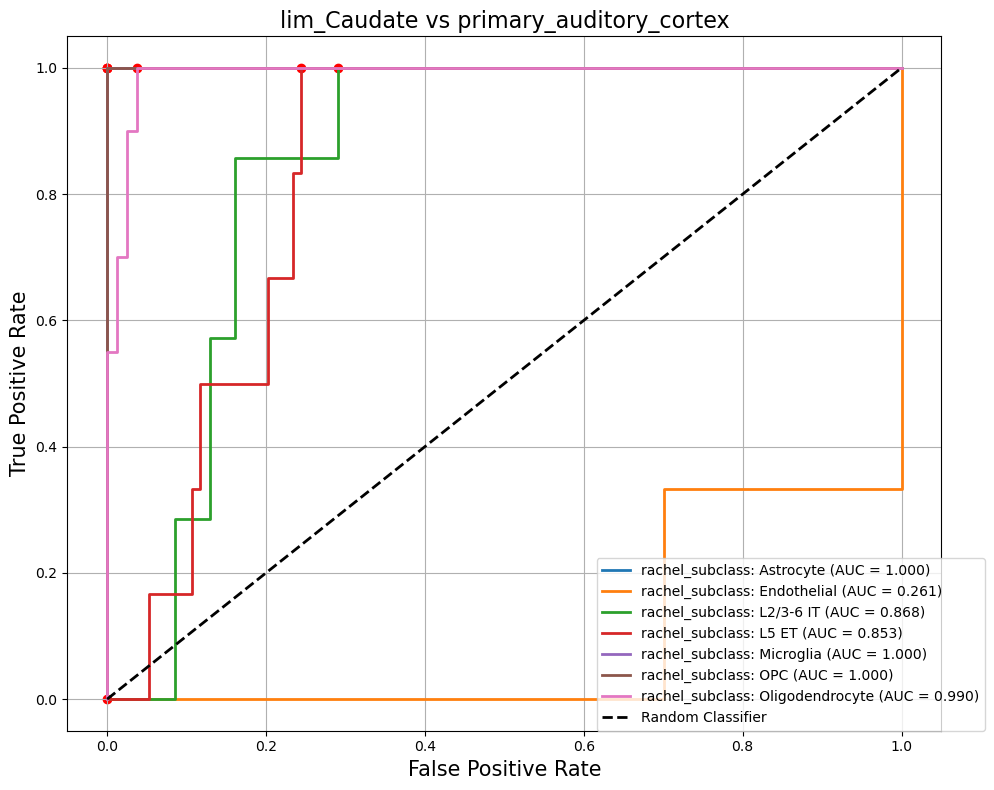 lim_Caudate vs primary_auditory_cortex
1.0
0.8
0.6
0.4
0.2
0.0
True Positive Rate
rachel_subclass: Astrocyte (AUC = 1.000)
rachel_subclass: Endothelial (AUC = 0.261)
rachel_subclass: L2/3-6 IT (AUC = 0.868)
rachel_subclass: L5 ET (AUC = 0.853)
rachel_subclass: Microglia (AUC = 1.000)
rachel_subclass: OPC (AUC = 1.000)
rachel_subclass: Oligodendrocyte (AUC = 0.990)
Random Classifier
0.0 0.2 0.4 0.6 0.8 1.0
False Positive Rate